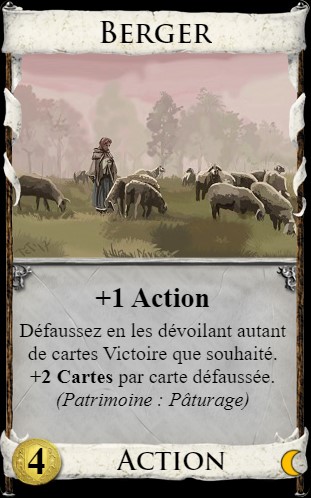 BERGER
+1 Action
Défaussez en les dévoilant autant
de cartes Victoire que souhaité.
+2 Cartes par carte défaussée.
(Patrimoine : Pâturage)
4
ACTION